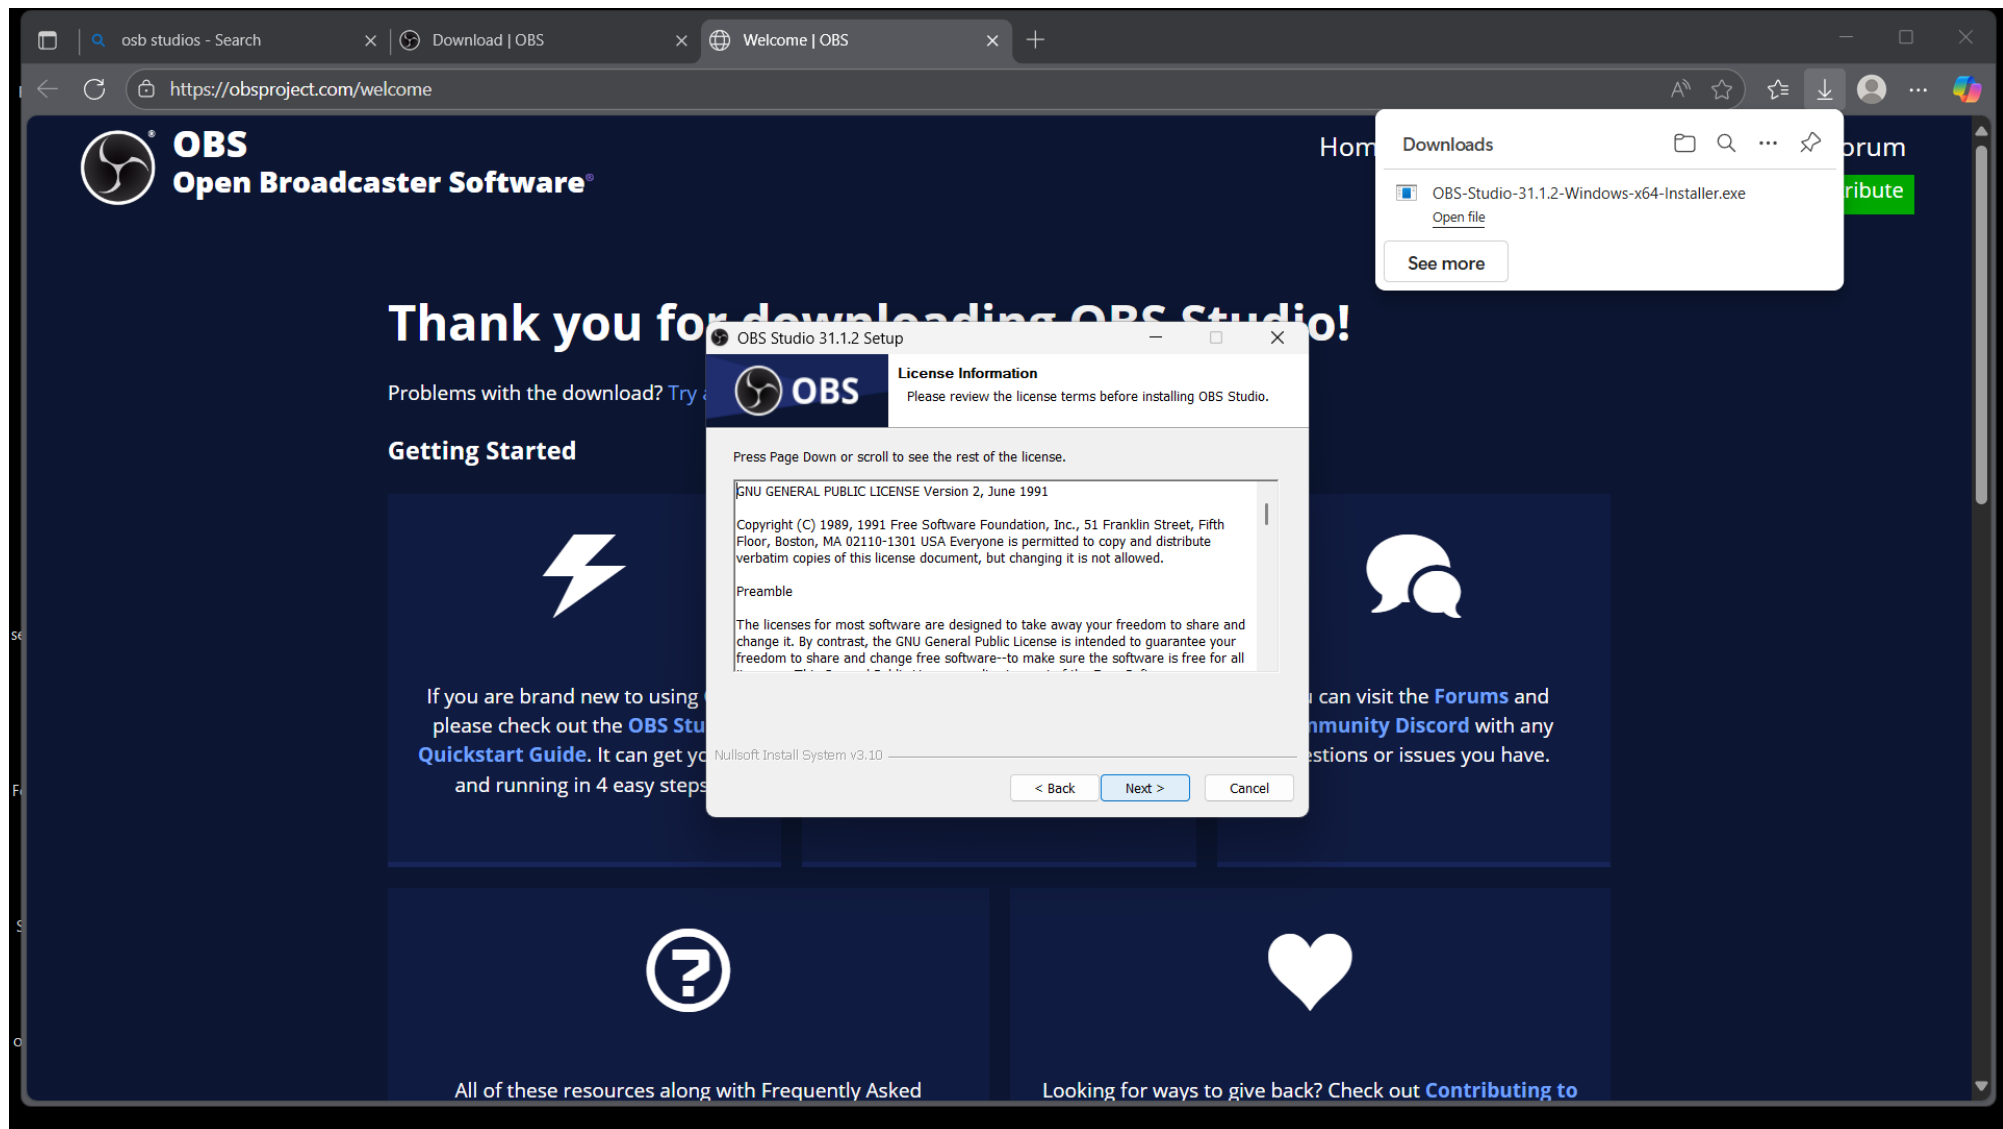 osb studios - Search
Download | OBS
Welcome | OBS
https://obsproject.com/welcome
OBS
Open Broadcaster Software
Hom
orum
ribute
Downloads
OBS-Studio-31.1.2-Windows-x64-Installer.exe
Open file
See more
Thank you for downloading OBS Studio!
Problems with the download? Try
Getting Started
OBS Studio 31.1.2 Setup
OBS
License Information
Please review the license terms before installing OBS Studio.
Press Page Down or scroll to see the rest of the license.
GNU GENERAL PUBLIC LICENSE Version 2, June 1991
Copyright (C) 1989, 1991 Free Software Foundation, Inc., 51 Franklin Street, Fifth
Floor, Boston, MA 02110-1301 USA Everyone is permitted to copy and distribute
verbatim copies of this license document, but changing it is not allowed.
Preamble
The licenses for most software are designed to take away your freedom to share and
change it. By contrast, the GNU General Public License is intended to guarantee your
freedom to share and change free software--to make sure the software is free for all
Nullsoft Install System v3.10
< Back
Next >
Cancel
If you are brand new to using
please check out the OBS Stu
Quickstart Guide. It can get yo
and running in 4 easy steps
can visit the Forums and
mmunity Discord with any
estions or issues you have.
All of these resources along with Frequently Asked
Looking for ways to give back? Check out Contributing to